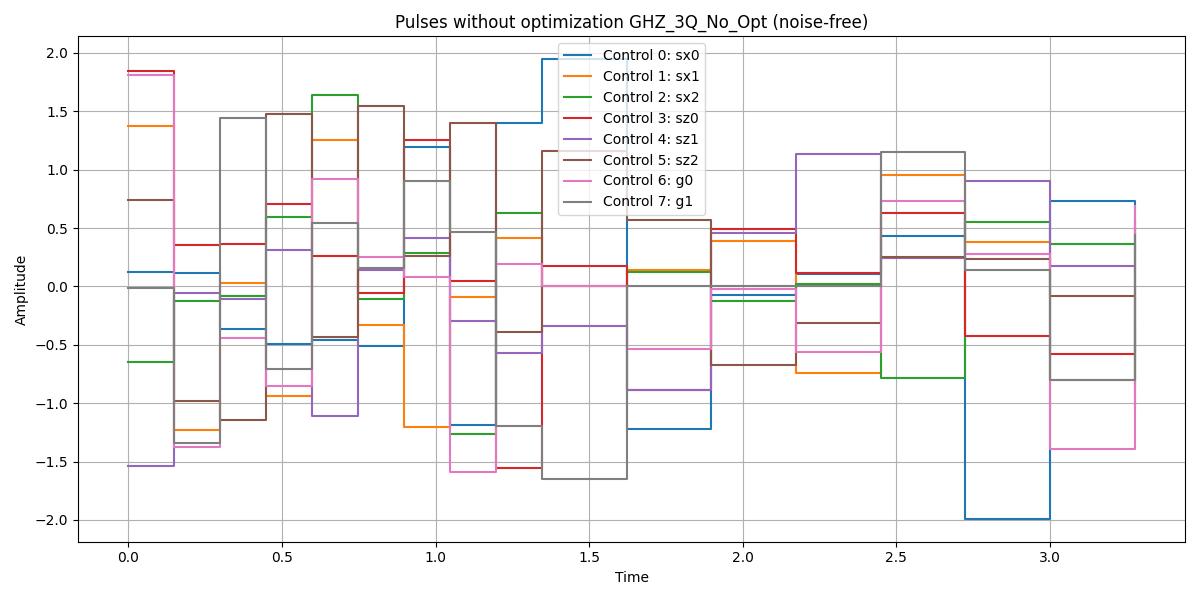 Pulses without optimization GHZ_3Q_No_Opt (noise-free)
Amplitude
2.0
1.5
1.0
0.5
0.0
−0.5
−1.0
−1.5
−2.0
Control 0: sx0
Control 1: sx1
Control 2: sx2
Control 3: sz0
Control 4: sz1
Control 5: sz2
Control 6: g0
Control 7: g1
0.0 0.5 1.0 1.5 2.0 2.5 3.0
Time